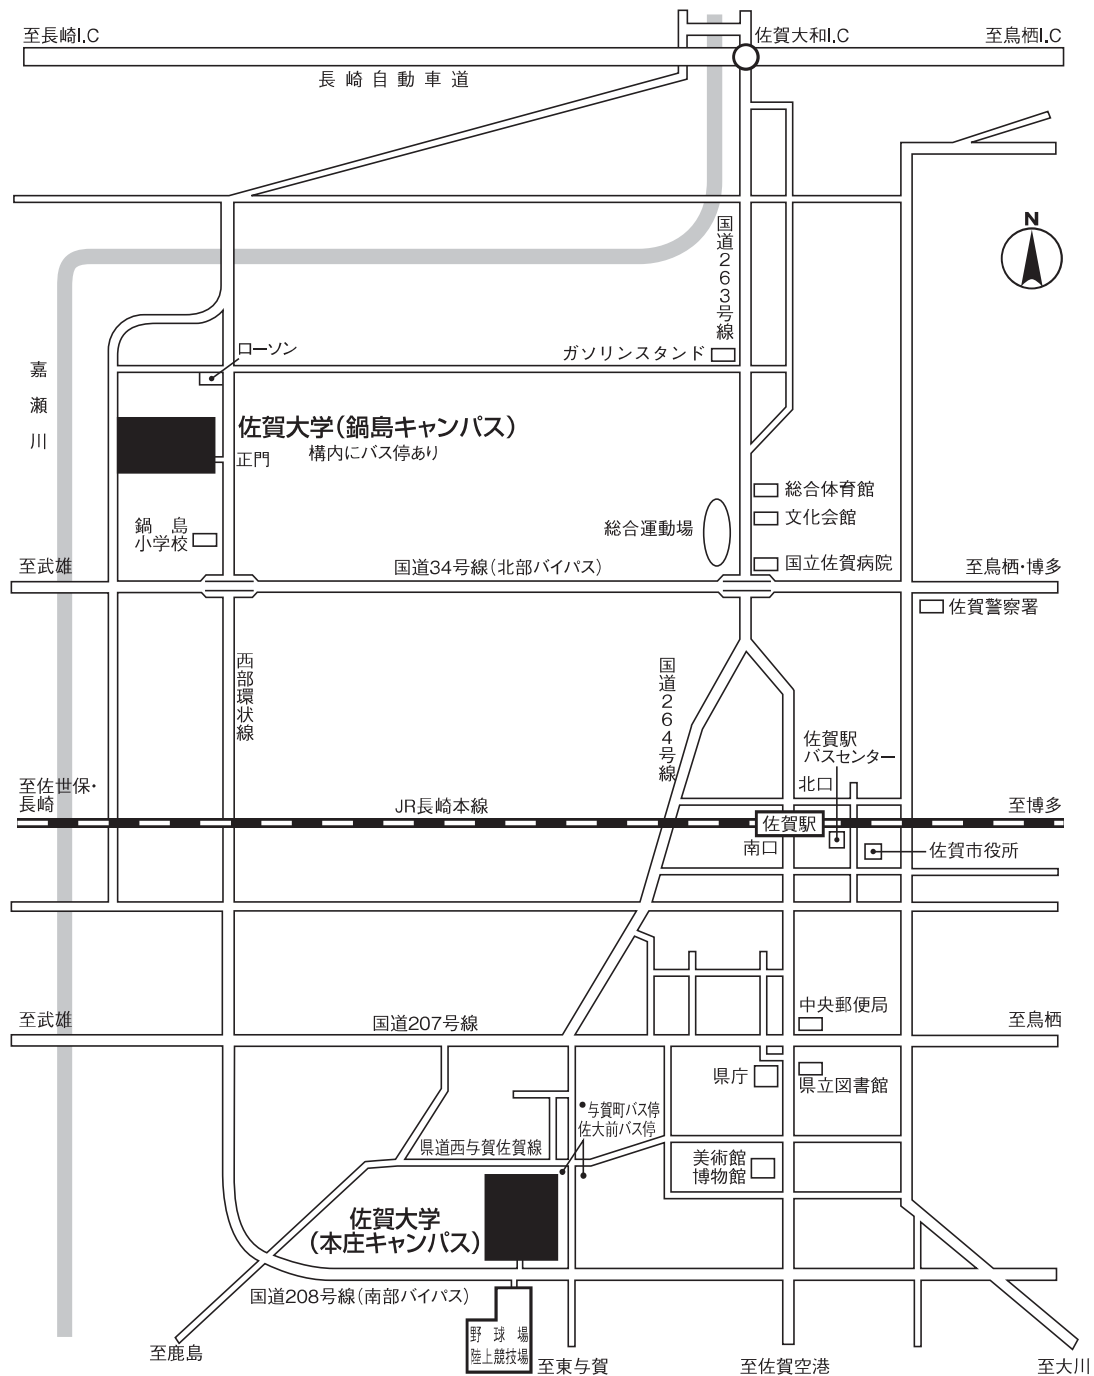 至長崎I.C
佐賀大和I.C
至鳥栖I.C
長崎自動車道
N
国道263号線
ローソン
ガソリンスタンド
嘉瀬川
佐賀大学(鍋島キャンパス)
構内にバス停あり
正門
総合体育館
文化会館
総合運動場
鍋島
小学校
国立佐賀病院
至武雄
国道34号線(北部バイパス)
至鳥栖・博多
佐賀警察署
西部環状線
国道264号線
佐賀駅
バスセンター
北口
至佐世保・
長崎
JR長崎本線
至博多
佐賀駅
南口
佐賀市役所
中央郵便局
至武雄
国道207号線
至鳥栖
県庁
県立図書館
与賀町バス停
佐大前バス停
県道西与賀佐賀線
美術館
博物館
佐賀大学
(本庄キャンパス)
国道208号線(南部バイパス)
野球場
陸上競技場
至鹿島
至東与賀
至佐賀空港
至大川